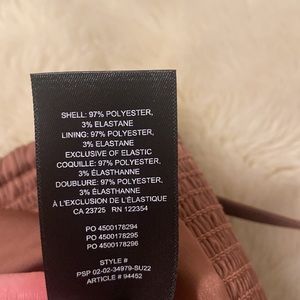 SHELL: 97% POLYESTER,
3% ELASTANE
LINING: 97% POLYESTER,
3% ELASTANE
EXCLUSIVE OF ELASTIC
COQUILLE: 97% POLYESTER,
3% ÉLASTHANNE
DOUBLURE: 97% POLYESTER,
3% ÉLASTHANNE
À L'EXCLUSION DE L'ÉLASTIQUE
CA 23725 RN 122354
PO 4500178294
PO 4500178295
PO 4500178296
STYLE #
PSP 02-02-34979-SU22
ARTICLE # 94452